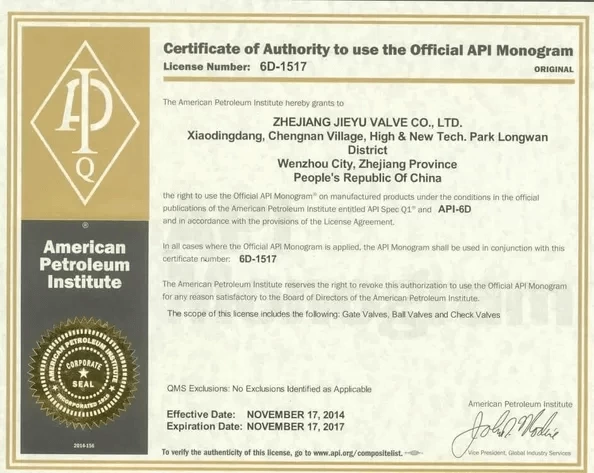 Certificate of Authority to use the Official API Monogram
License Number: 6D-1517
ORIGINAL
The American Petroleum Institute hereby grants to
ZHEJIANG JIEYU VALVE CO., LTD.
Xiaodingdang, Chengnan Village, High & New Tech. Park Longwan
District
Wenzhou City, Zhejiang Province
People's Republic Of China
the right to use the Official API Monogram® on manufactured products under the conditions in the official
publications of the American Petroleum Institute entitled API Spec Q1® and API-6D
and in accordance with the provisions of the License Agreement.
In all cases where the Official API Monogram is applied, the API Monogram shall be used in conjunction with this
certificate number: 6D-1517
The American Petroleum Institute reserves the right to revoke this authorization to use the Official API Monogram
for any reason satisfactory to the Board of Directors of the American Petroleum Institute.
The scope of this license includes the following: Gate Valves, Ball Valves and Check Valves
QMS Exclusions: No Exclusions Identified as Applicable
American Petroleum Institute
Effective Date: NOVEMBER 17, 2014
Expiration Date: NOVEMBER 17, 2017
Vice President, Global Industry Services
To verify the authenticity of this license, go to www.api.org/compositelist.
API
Q
®
American
Petroleum
Institute
AMERICAN PETROLEUM INSTITUTE
CORPORATE
SEAL
INCORPORATED 1919
2014-156